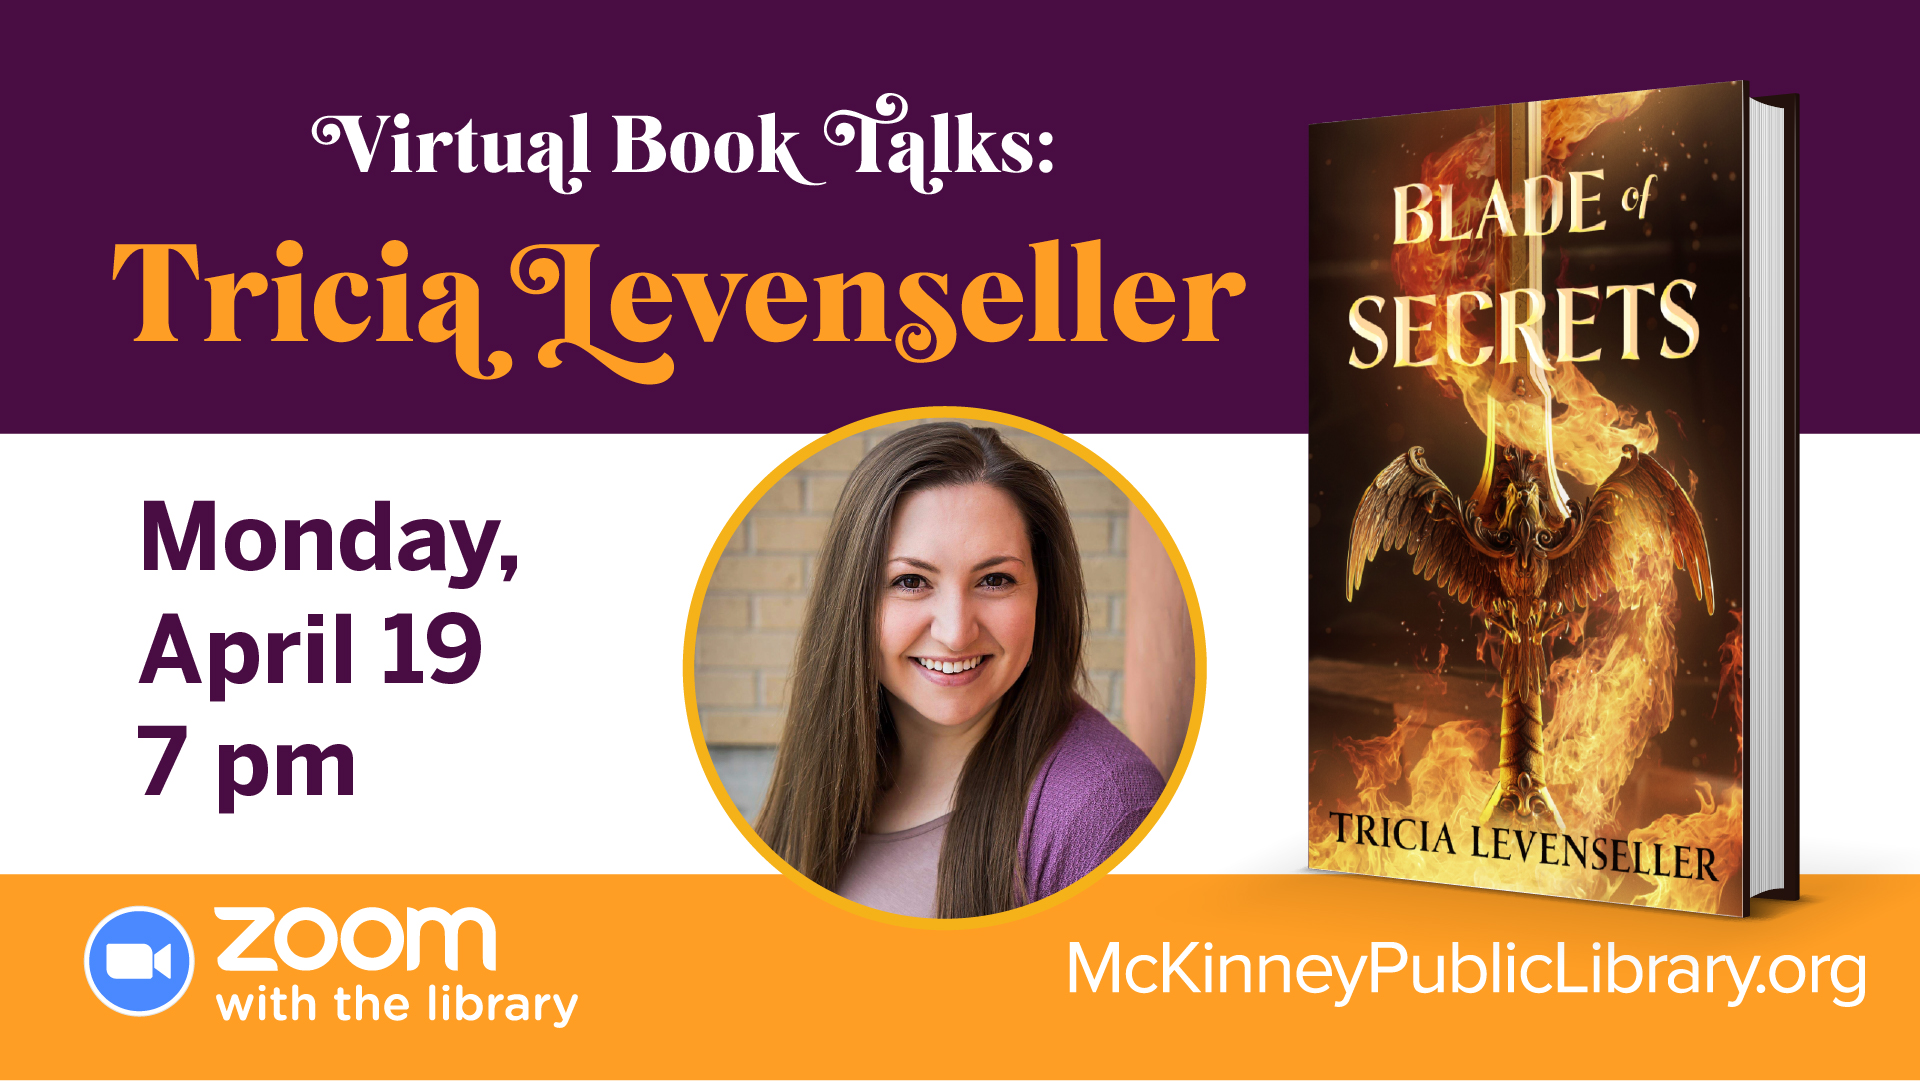 Virtual Book Talks:
Tricia Levenseller
Monday,
April 19
7 pm
BLADE of
SECRETS
TRICIA LEVENSELLER
zoom
with the library
McKinneyPublicLibrary.org